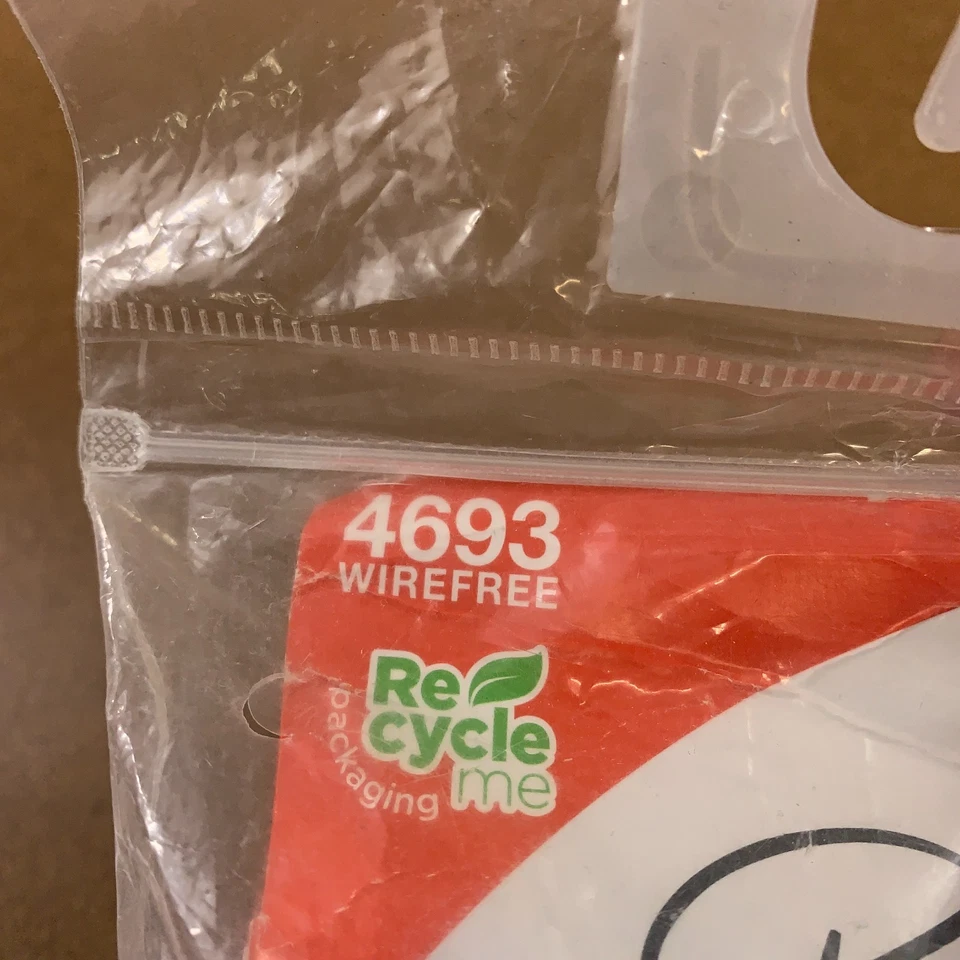 4693
WIREFREE
Re
cycle
me
packaging